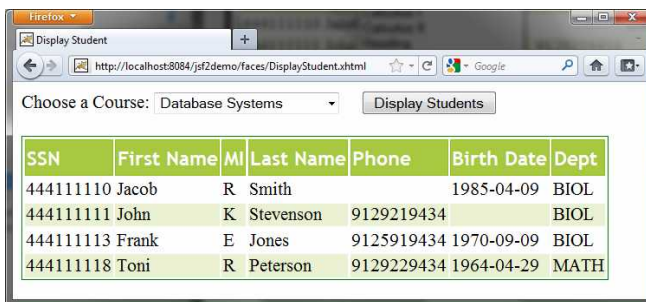 Firefox
Display Student
+
http://localhost:8084/jsf2demo/faces/DisplayStudent.xhtml
Google
Choose a Course: Database Systems Display Students
SSN First Name MI Last Name Phone Birth Date Dept
444111110 Jacob R Smith 1985-04-09 BIOL
444111111 John K Stevenson 9129219434 BIOL
444111113 Frank E Jones 9125919434 1970-09-09 BIOL
444111118 Toni R Peterson 9129229434 1964-04-29 MATH